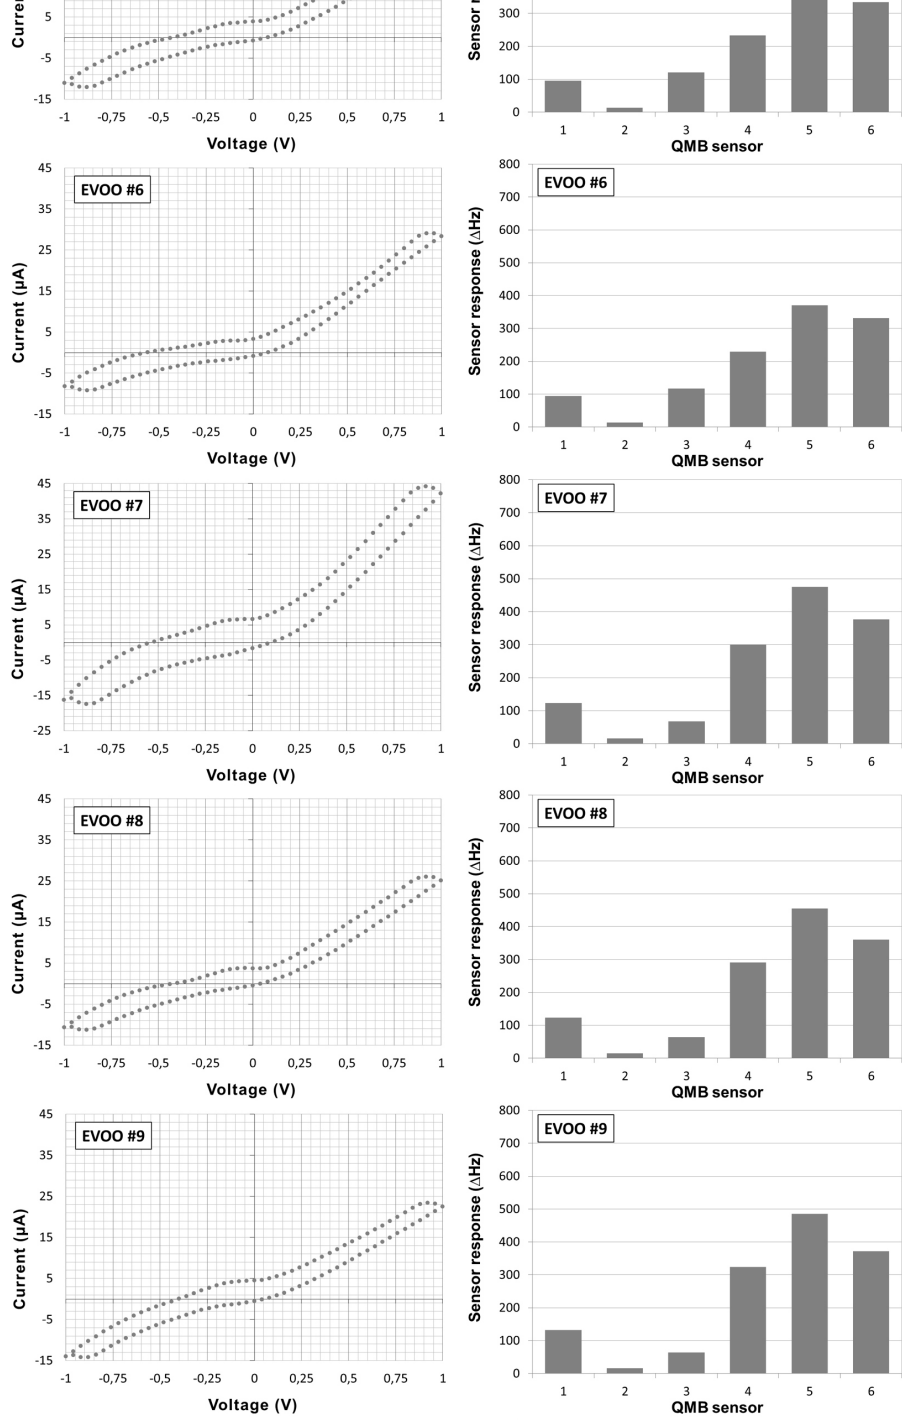 5
-5
-15
Curren
-1 -0,75 -0,5 -0,25 0 0,25 0,5 0,75 1
Voltage (V)
300
200
100
0
Sensor r
1 2 3 4 5 6
QMB sensor
EVOO #6
45
35
25
15
5
-5
-15
Current (µA)
-1 -0,75 -0,5 -0,25 0 0,25 0,5 0,75 1
Voltage (V)
EVOO #6
800
700
600
500
400
300
200
100
0
Sensor response (∆Hz)
1 2 3 4 5 6
QMB sensor
EVOO #7
45
35
25
15
5
-5
-15
-25
Current (µA)
-1 -0,75 -0,5 -0,25 0 0,25 0,5 0,75 1
Voltage (V)
EVOO #7
800
700
600
500
400
300
200
100
0
Sensor response (∆Hz)
1 2 3 4 5 6
QMB sensor
EVOO #8
45
35
25
15
5
-5
-15
Current (µA)
-1 -0,75 -0,5 -0,25 0 0,25 0,5 0,75 1
Voltage (V)
EVOO #8
800
700
600
500
400
300
200
100
0
Sensor response (∆Hz)
1 2 3 4 5 6
QMB sensor
EVOO #9
45
35
25
15
5
-5
-15
Current (µA)
-1 -0,75 -0,5 -0,25 0 0,25 0,5 0,75 1
Voltage (V)
EVOO #9
800
700
600
500
400
300
200
100
0
Sensor response (∆Hz)
1 2 3 4 5 6
QMB sensor